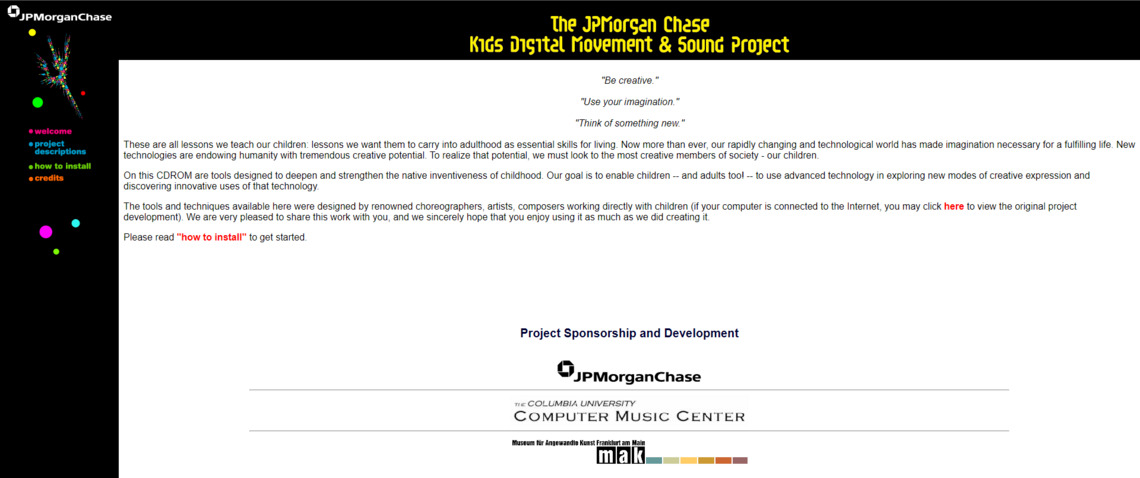 JPMorganChase
The JPMorgan Chase
Kids Digital Movement & Sound Project
welcome
project
descriptions
how to install
credits
"Be creative."
"Use your imagination."
"Think of something new."
These are all lessons we teach our children: lessons we want them to carry into adulthood as essential skills for living. Now more than ever, our rapidly changing and technological world has made imagination necessary for a fulfilling life. New
technologies are endowing humanity with tremendous creative potential. To realize that potential, we must look to the most creative members of society - our children.
On this CDROM are tools designed to deepen and strengthen the native inventiveness of childhood. Our goal is to enable children -- and adults too! -- to use advanced technology in exploring new modes of creative expression and
discovering innovative uses of that technology.
The tools and techniques available here were designed by renowned choreographers, artists, composers working directly with children (if your computer is connected to the Internet, you may click here to view the original project
development). We are very pleased to share this work with you, and we sincerely hope that you enjoy using it as much as we did creating it.
Please read "how to install" to get started.
Project Sponsorship and Development
JPMorganChase
THE COLUMBIA UNIVERSITY
COMPUTER MUSIC CENTER
Museum für Angewandte Kunst Frankfurt am Main
mak